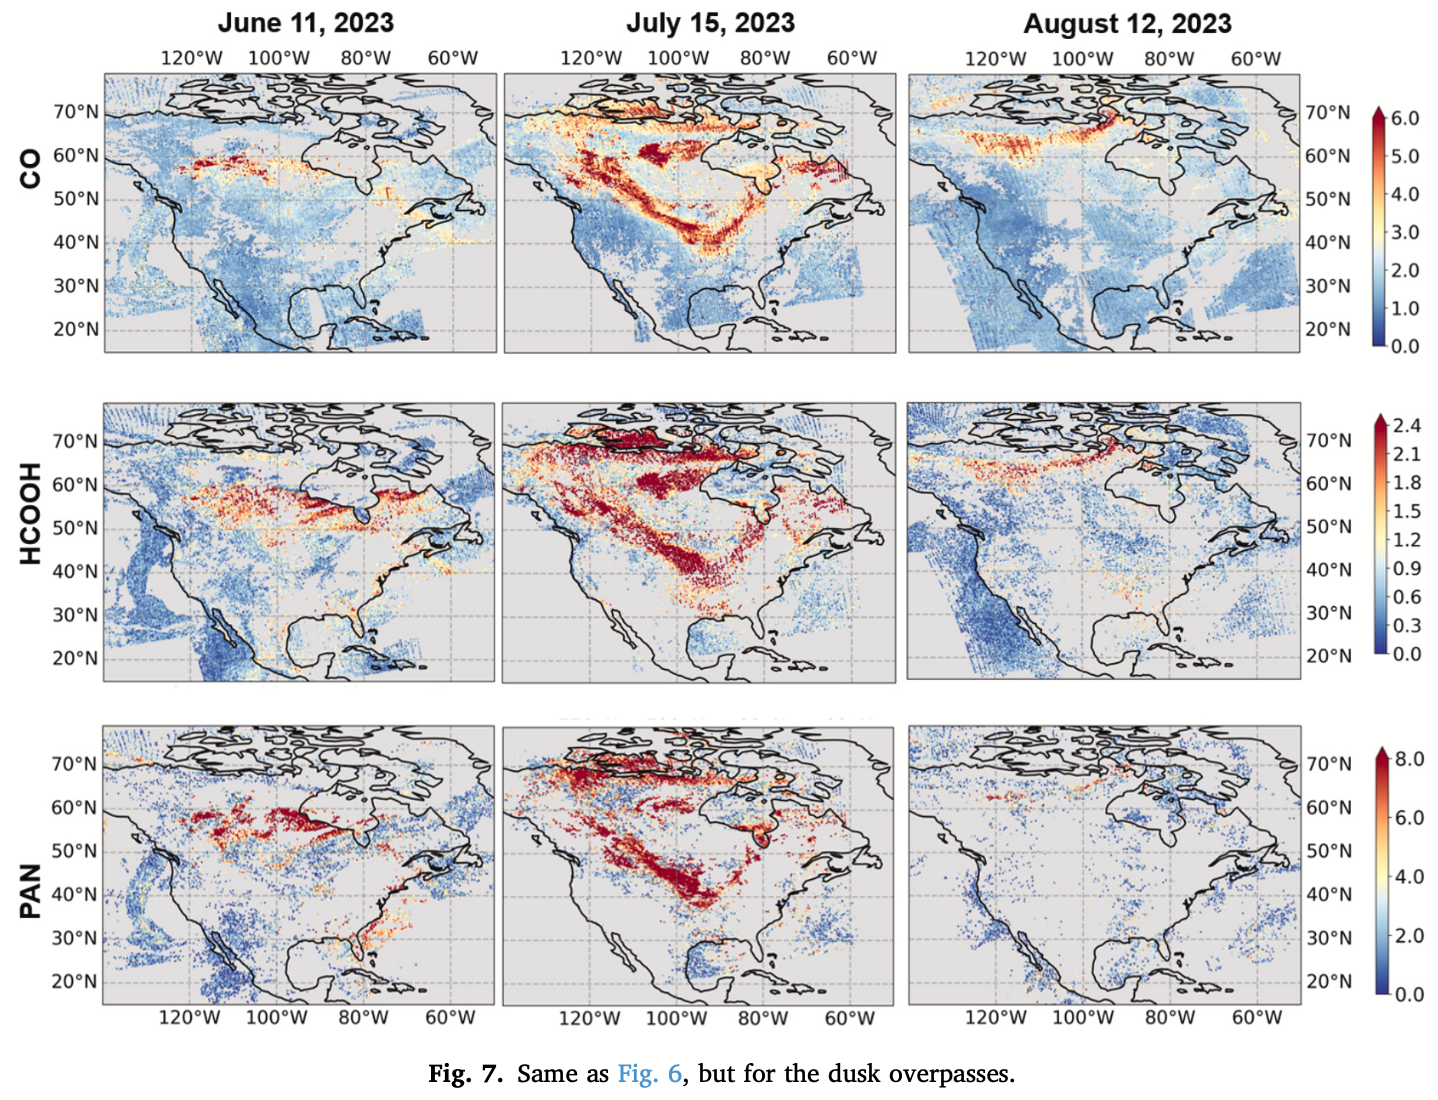 June 11, 2023 July 15, 2023 August 12, 2023
120°W 100°W 80°W 60°W 120°W 100°W 80°W 60°W 120°W 100°W 80°W 60°W
CO
70°N
60°N
50°N
40°N
30°N
20°N
70°N
60°N
50°N
40°N
30°N
20°N
6.0
5.0
4.0
3.0
2.0
1.0
0.0
HCOOH
70°N
60°N
50°N
40°N
30°N
20°N
70°N
60°N
50°N
40°N
30°N
20°N
2.4
2.1
1.8
1.5
1.2
0.9
0.6
0.3
0.0
PAN
70°N
60°N
50°N
40°N
30°N
20°N
70°N
60°N
50°N
40°N
30°N
20°N
8.0
6.0
4.0
2.0
0.0
120°W 100°W 80°W 60°W 120°W 100°W 80°W 60°W 120°W 100°W 80°W 60°W
Fig. 7. Same as Fig. 6, but for the dusk overpasses.